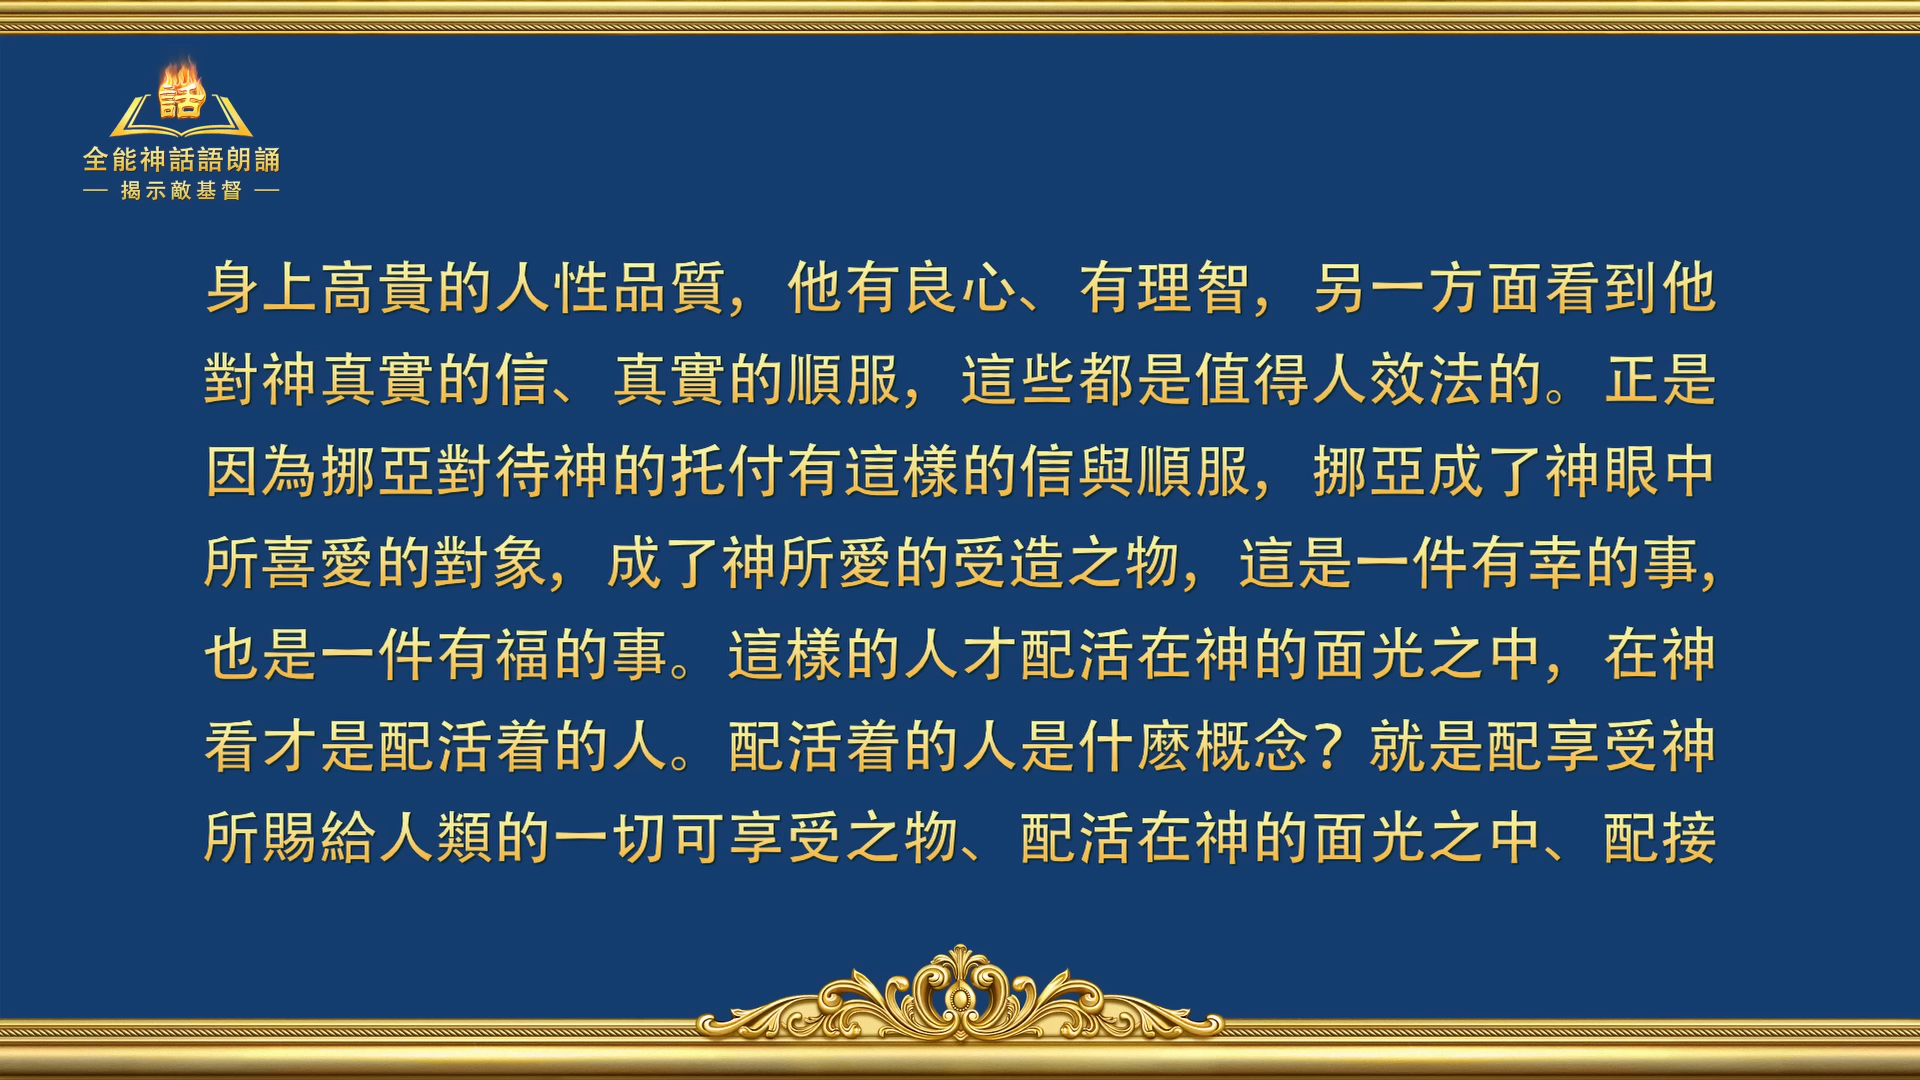 話
全能神話語朗誦
— 揭示敵基督 —
身上高貴的人性品質，他有良心、有理智，另一方面看到他
對神真實的信、真實的順服，這些都是值得人效法的。正是
因為挪亞對待神的托付有這樣的信與順服，挪亞成了神眼中
所喜愛的對象，成了神所愛的受造之物，這是一件有幸的事，
也是一件有福的事。這樣的人才配活在神的面光之中，在神
看才是配活着的人。配活着的人是什麽概念？就是配享受神
所賜給人類的一切可享受之物、配活在神的面光之中、配接